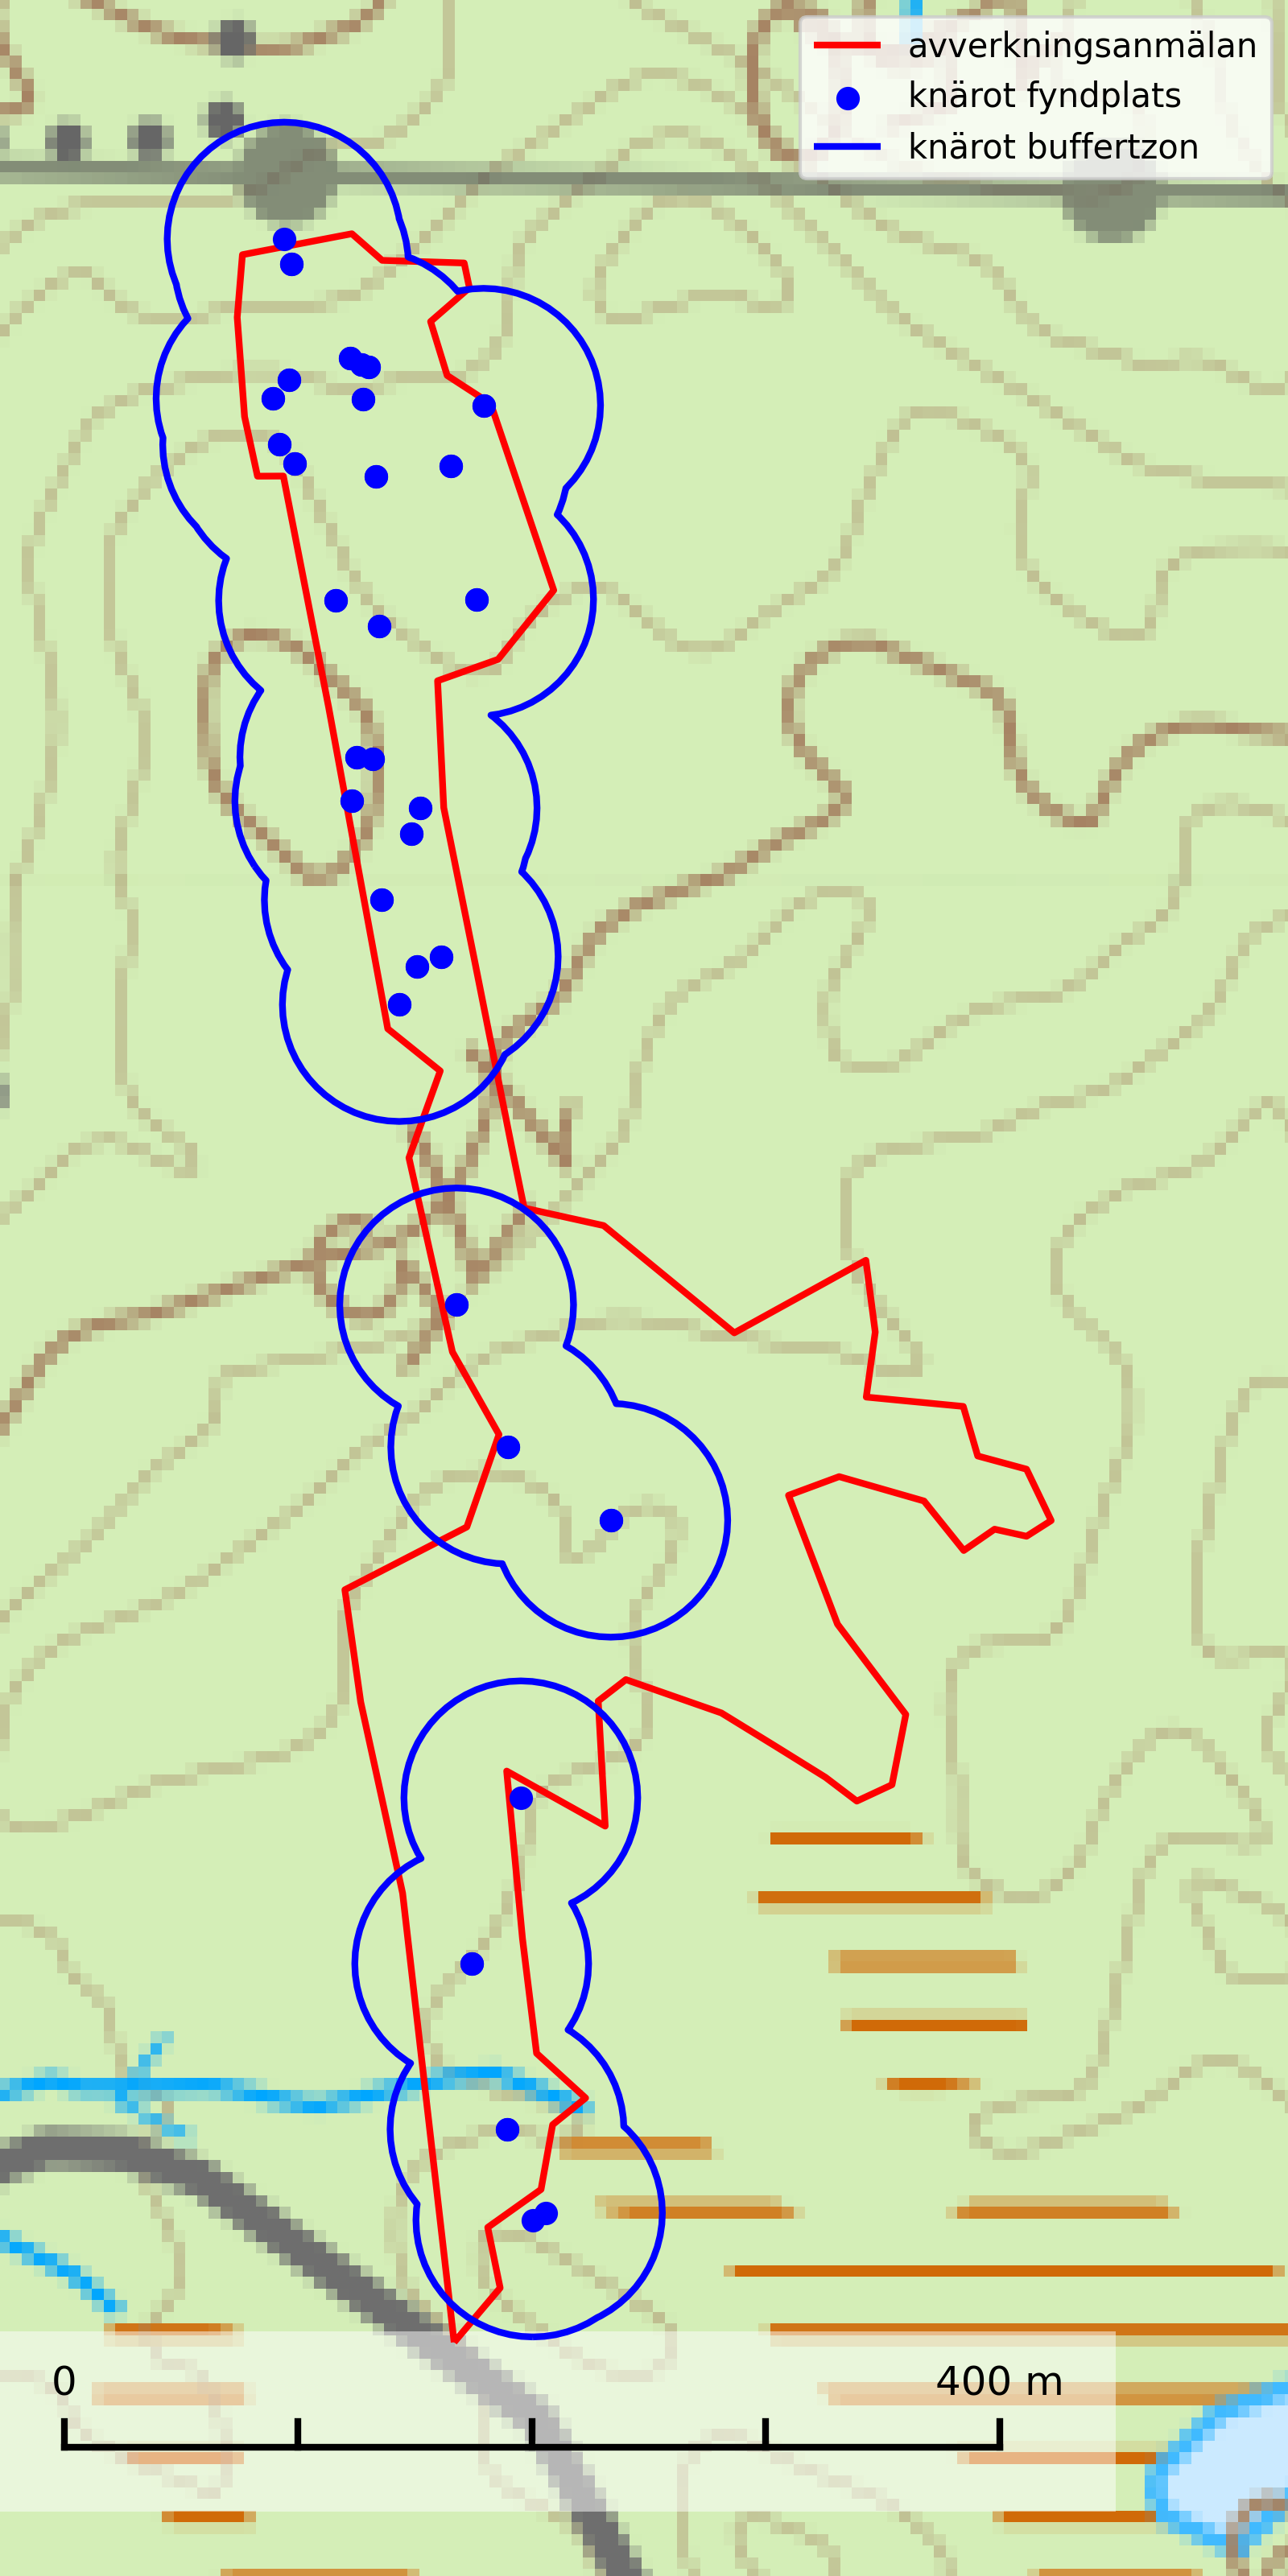 avverkningsanmälan
knärot fyndplats
knärot buffertzon
0 400 m